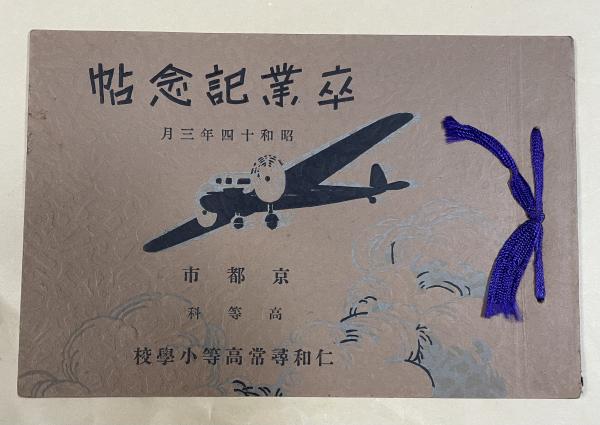 卒業記念帖
昭和十四年三月
京都市
高等科
仁和尋常高等小學校